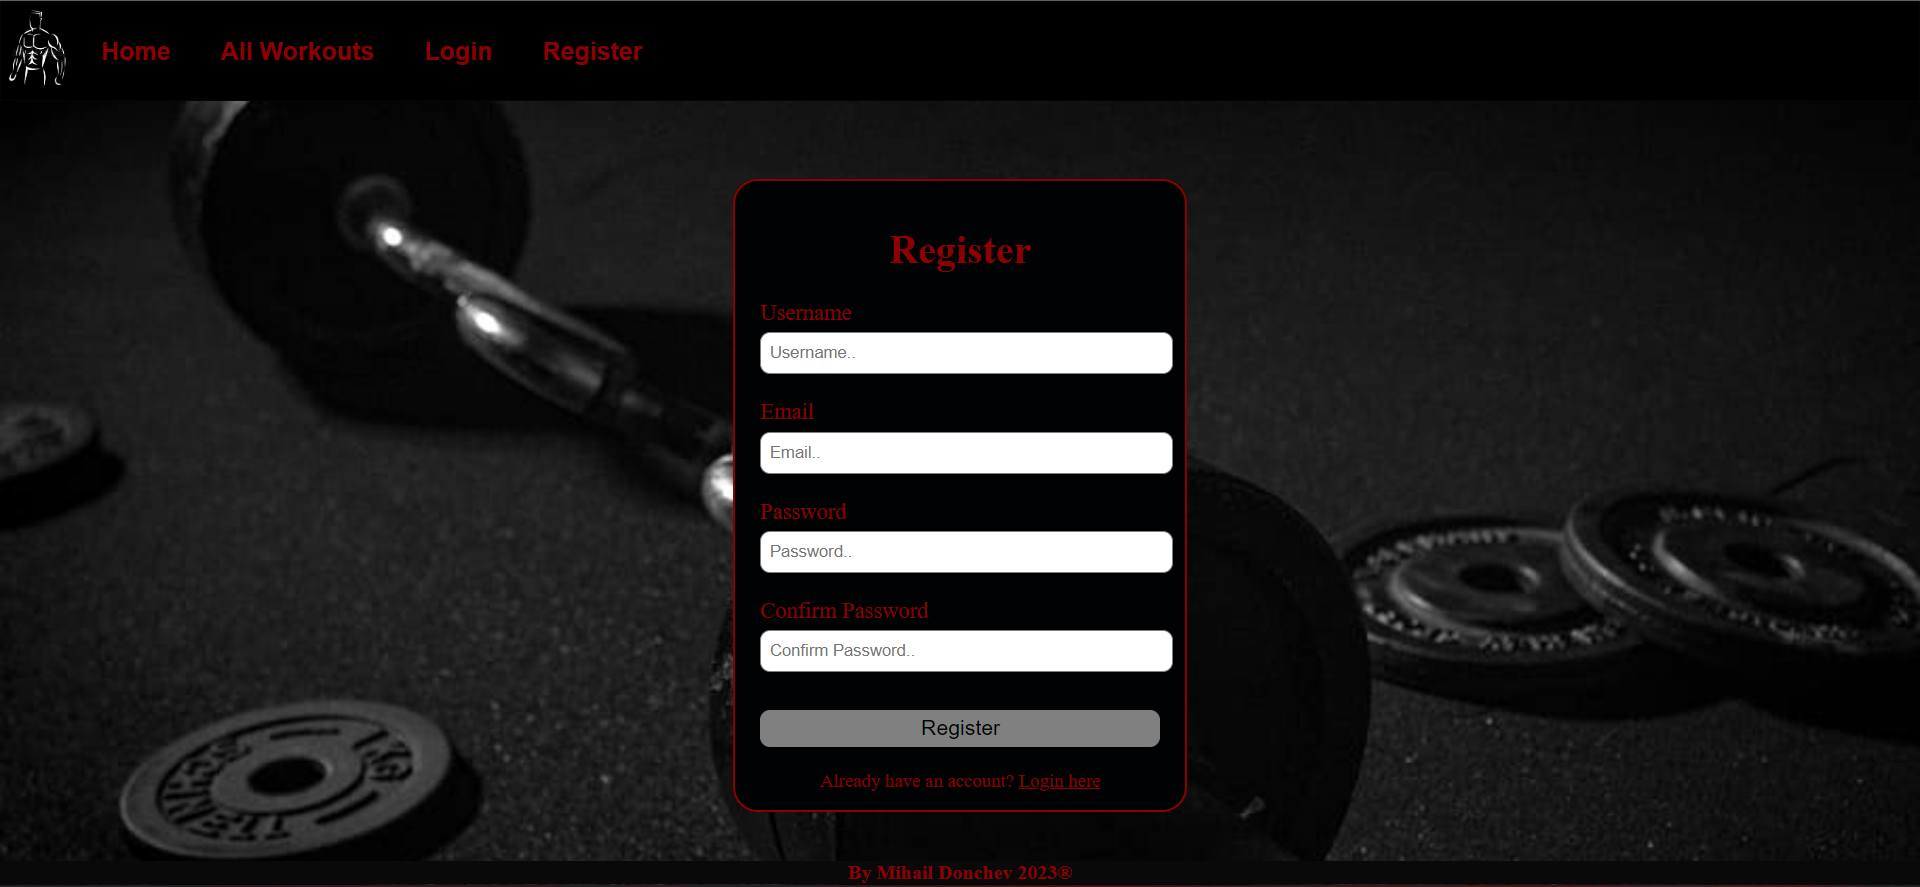 Home All Workouts Login Register
Register
Username
Username..
Email
Email..
Password
Password..
Confirm Password
Confirm Password..
Register
Already have an account? Login here
1KG
By Mihail Donchev 2023®